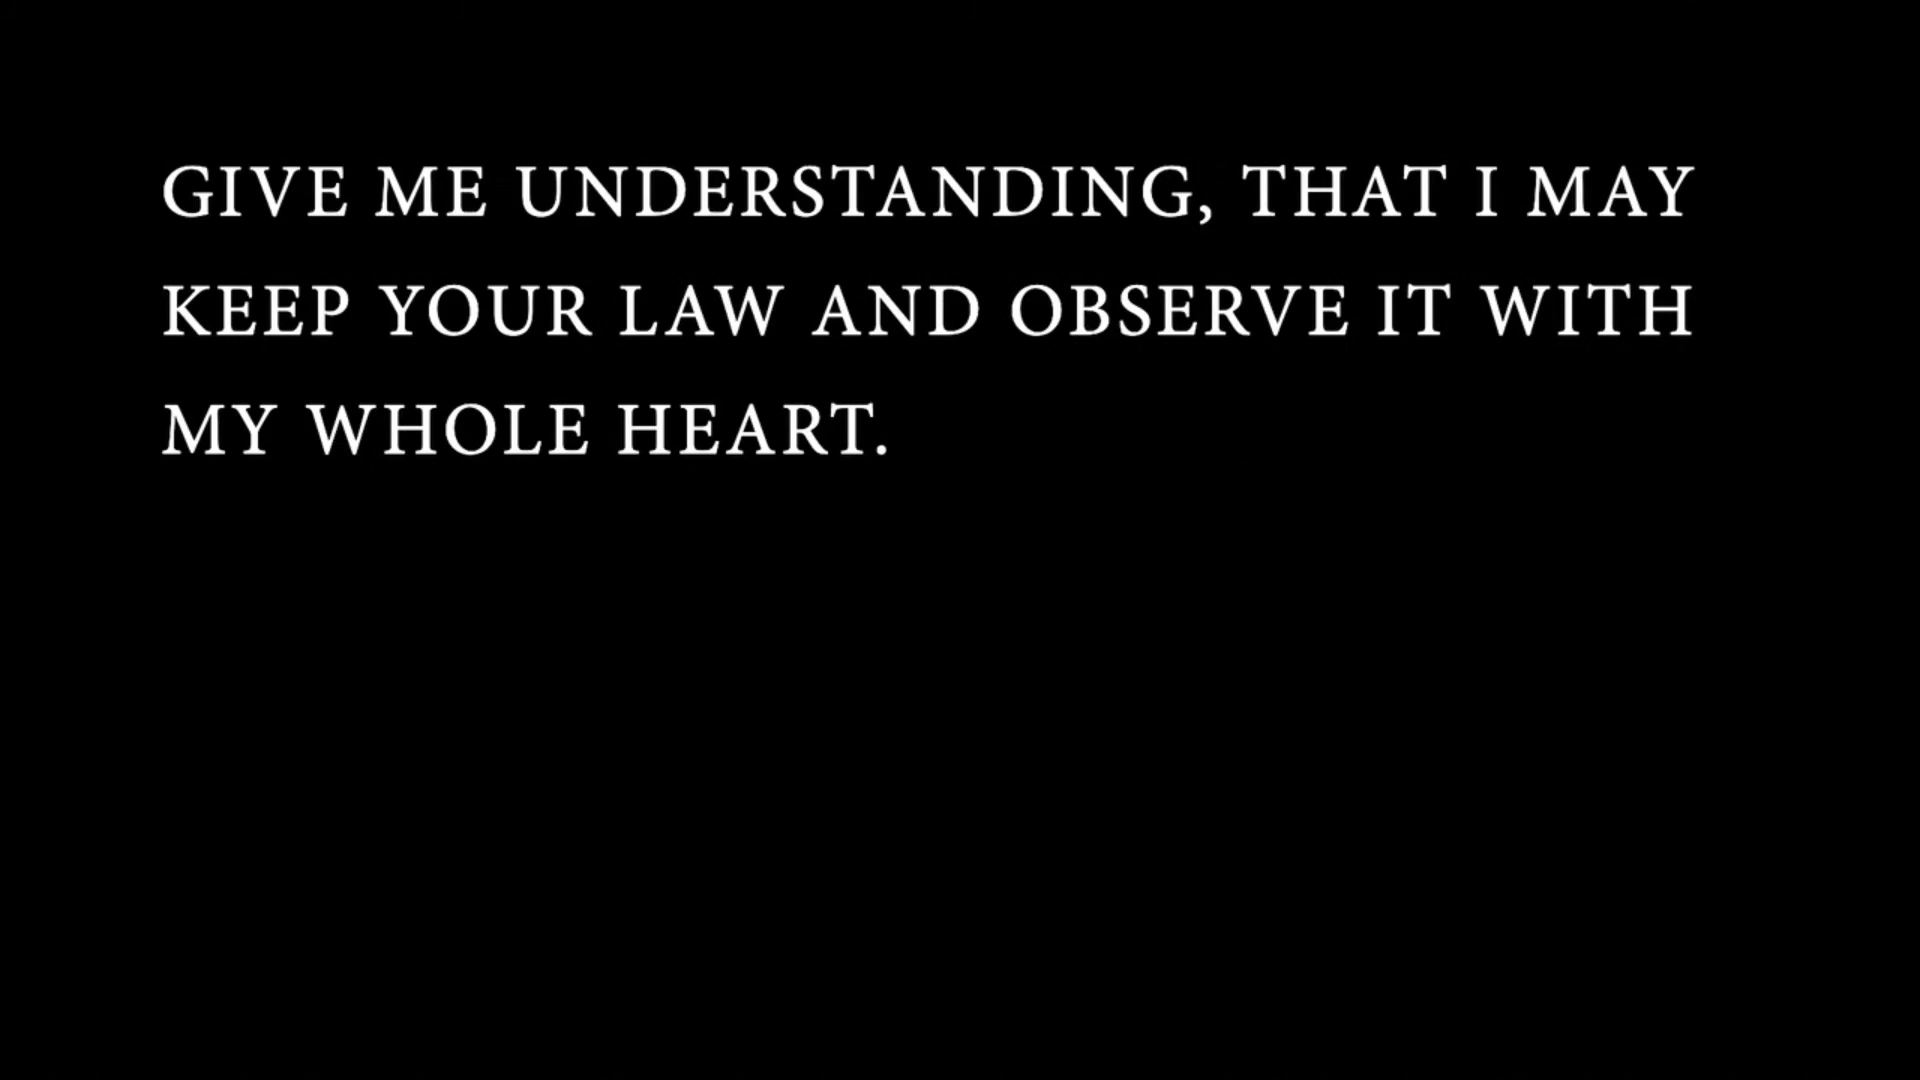 GIVE ME UNDERSTANDING, THAT I MAY
KEEP YOUR LAW AND OBSERVE IT WITH
MY WHOLE HEART.